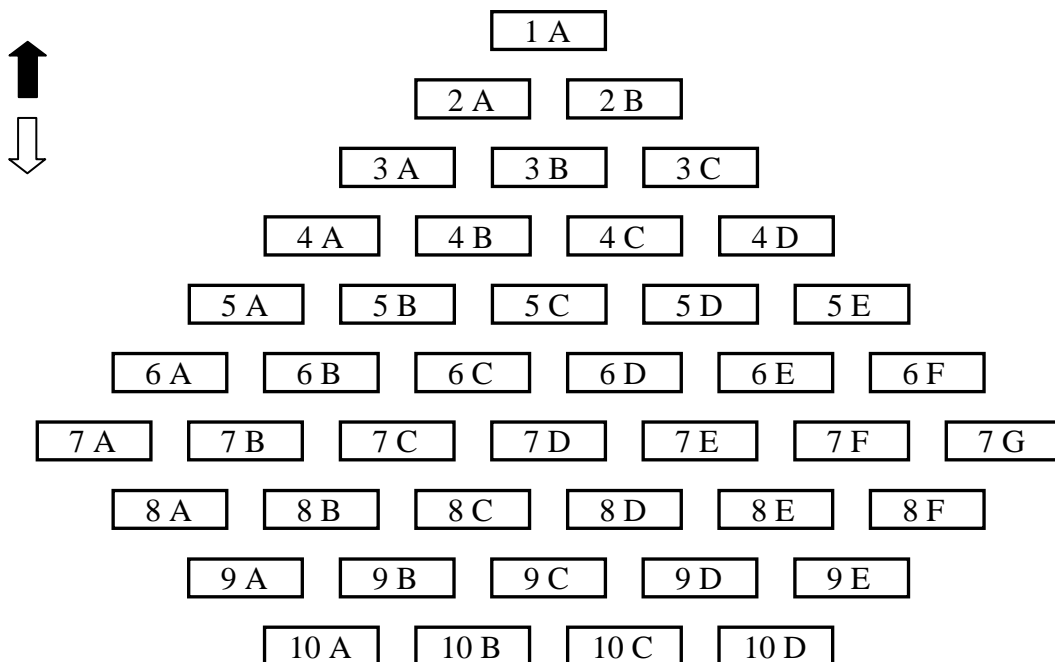 1 A
2 A 2 B
3 A 3 B 3 C
4 A 4 B 4 C 4 D
5 A 5 B 5 C 5 D 5 E
6 A 6 B 6 C 6 D 6 E 6 F
7 A 7 B 7 C 7 D 7 E 7 F 7 G
8 A 8 B 8 C 8 D 8 E 8 F
9 A 9 B 9 C 9 D 9 E
10 A 10 B 10 C 10 D